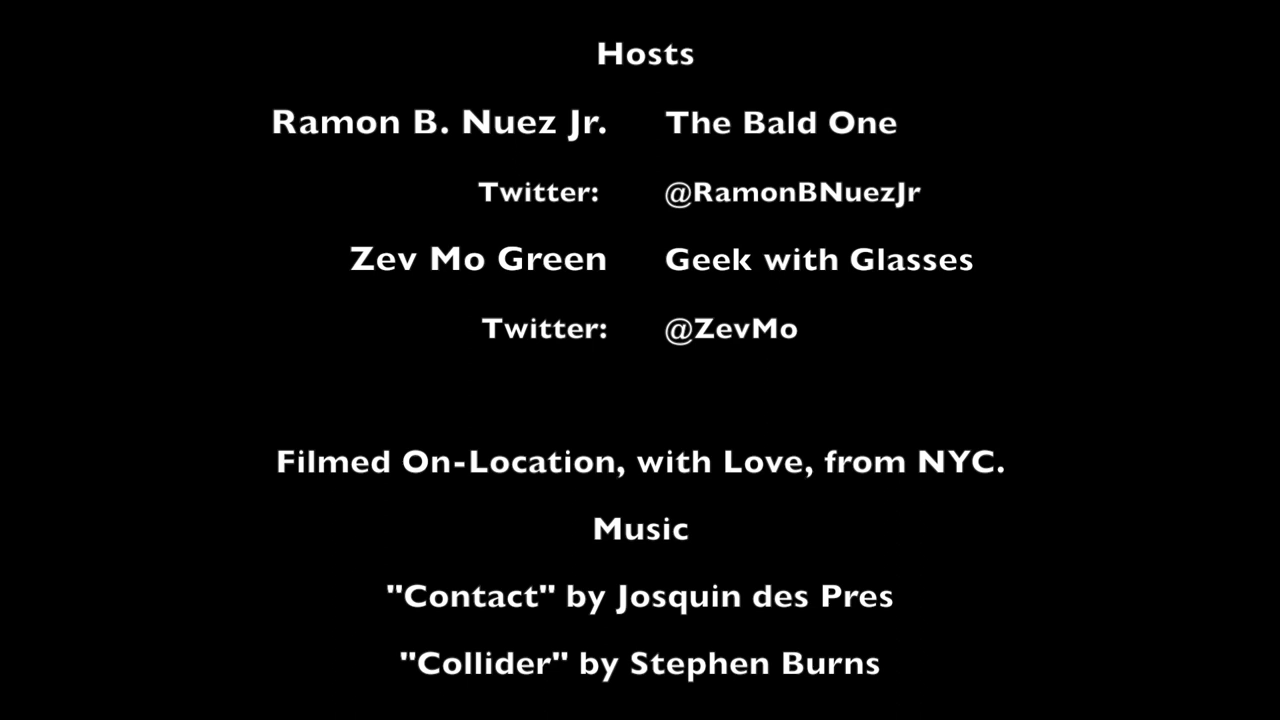 Hosts
Ramon B. Nuez Jr. The Bald One
Twitter: @RamonBNuezJr
Zev Mo Green Geek with Glasses
Twitter: @ZevMo
Filmed On-Location, with Love, from NYC.
Music
"Contact" by Josquin des Pres
"Collider" by Stephen Burns